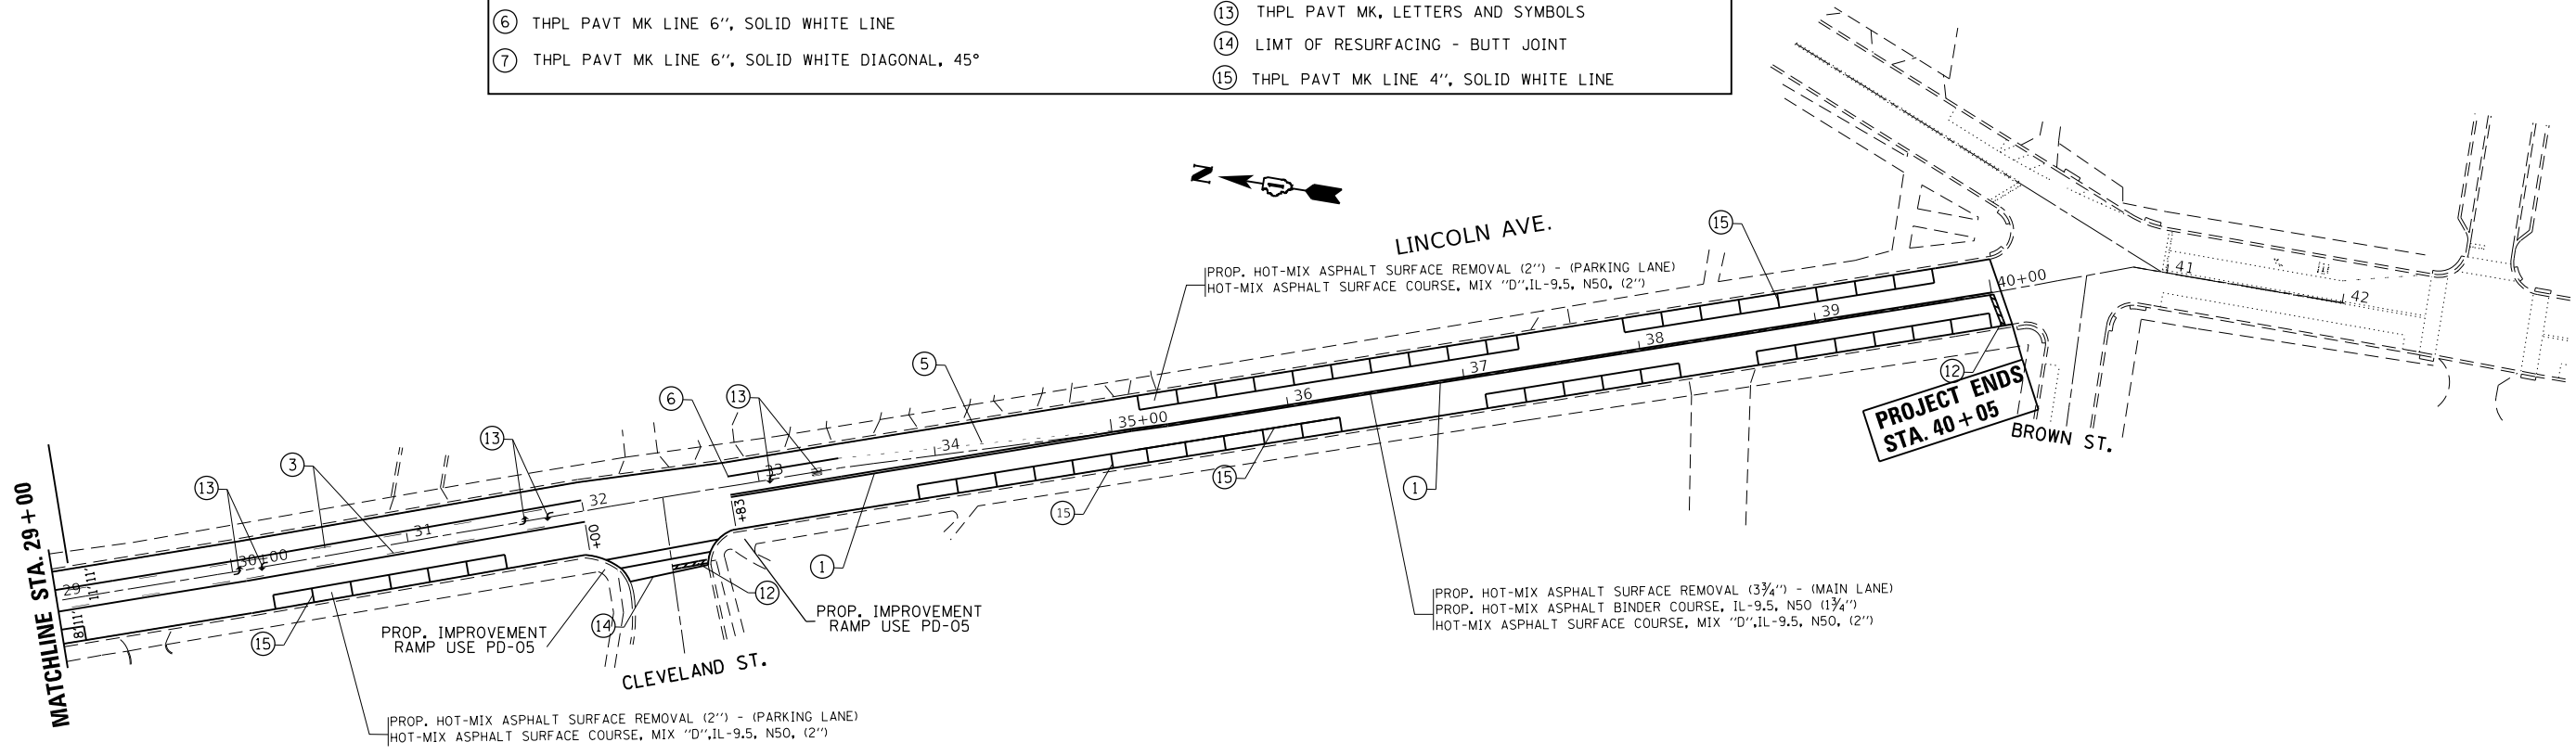 6 THPL PAVT MK LINE 6", SOLID WHITE LINE
7 THPL PAVT MK LINE 6", SOLID WHITE DIAGONAL, 45°
13 THPL PAVT MK, LETTERS AND SYMBOLS
14 LIMT OF RESURFACING - BUTT JOINT
15 THPL PAVT MK LINE 4", SOLID WHITE LINE
N
LINCOLN AVE.
15
PROP. HOT-MIX ASPHALT SURFACE REMOVAL (2") - (PARKING LANE)
HOT-MIX ASPHALT SURFACE COURSE, MIX "D",IL-9.5, N50, (2")
41
42
40+00
39
38
37
36
35+00
34
33
32
31
30+00
29
5
6
13
13
3
13
12
PROJECT ENDS
STA. 40+05
BROWN ST.
15
15
1
1
+83
+00
MATCHLINE STA. 29+00
11'
11'
11'
8'
12
14
15
PROP. IMPROVEMENT
RAMP USE PD-05
PROP. IMPROVEMENT
RAMP USE PD-05
CLEVELAND ST.
PROP. HOT-MIX ASPHALT SURFACE REMOVAL (3¾") - (MAIN LANE)
PROP. HOT-MIX ASPHALT BINDER COURSE, IL-9.5, N50 (1¾")
HOT-MIX ASPHALT SURFACE COURSE, MIX "D",IL-9.5, N50, (2")
PROP. HOT-MIX ASPHALT SURFACE REMOVAL (2") - (PARKING LANE)
HOT-MIX ASPHALT SURFACE COURSE, MIX "D",IL-9.5, N50, (2")